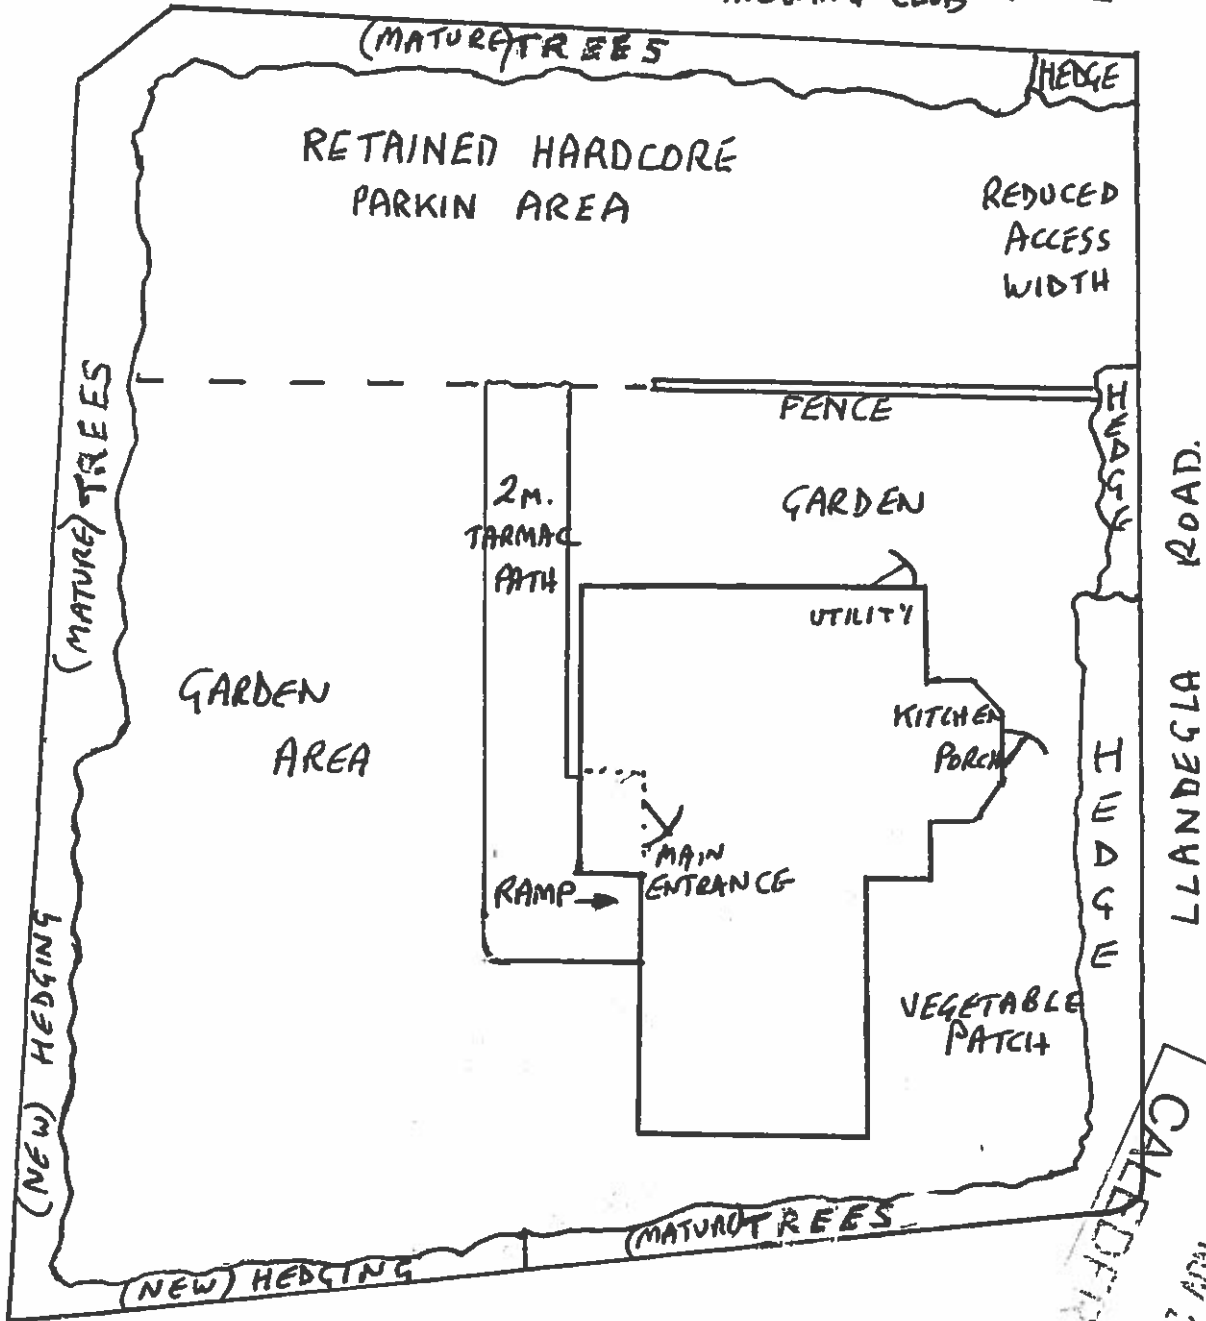 CLUB
(MATURE) TREES
HEDGE
RETAINED HARDCORE
PARKIN AREA
REDUCED
ACCESS
WIDTH
(MATURE) TREES
FENCE
HEDGE
2M.
TARMAC
PATH
GARDEN
UTILITY
LLANDEGLA ROAD.
GARDEN
AREA
KITCHEN
PORCH
HEDGE
MAIN
ENTRANCE
RAMP
VEGETABLE
PATCH
(NEW) HEDGING
(MATURE) TREES
(NEW) HEDGING